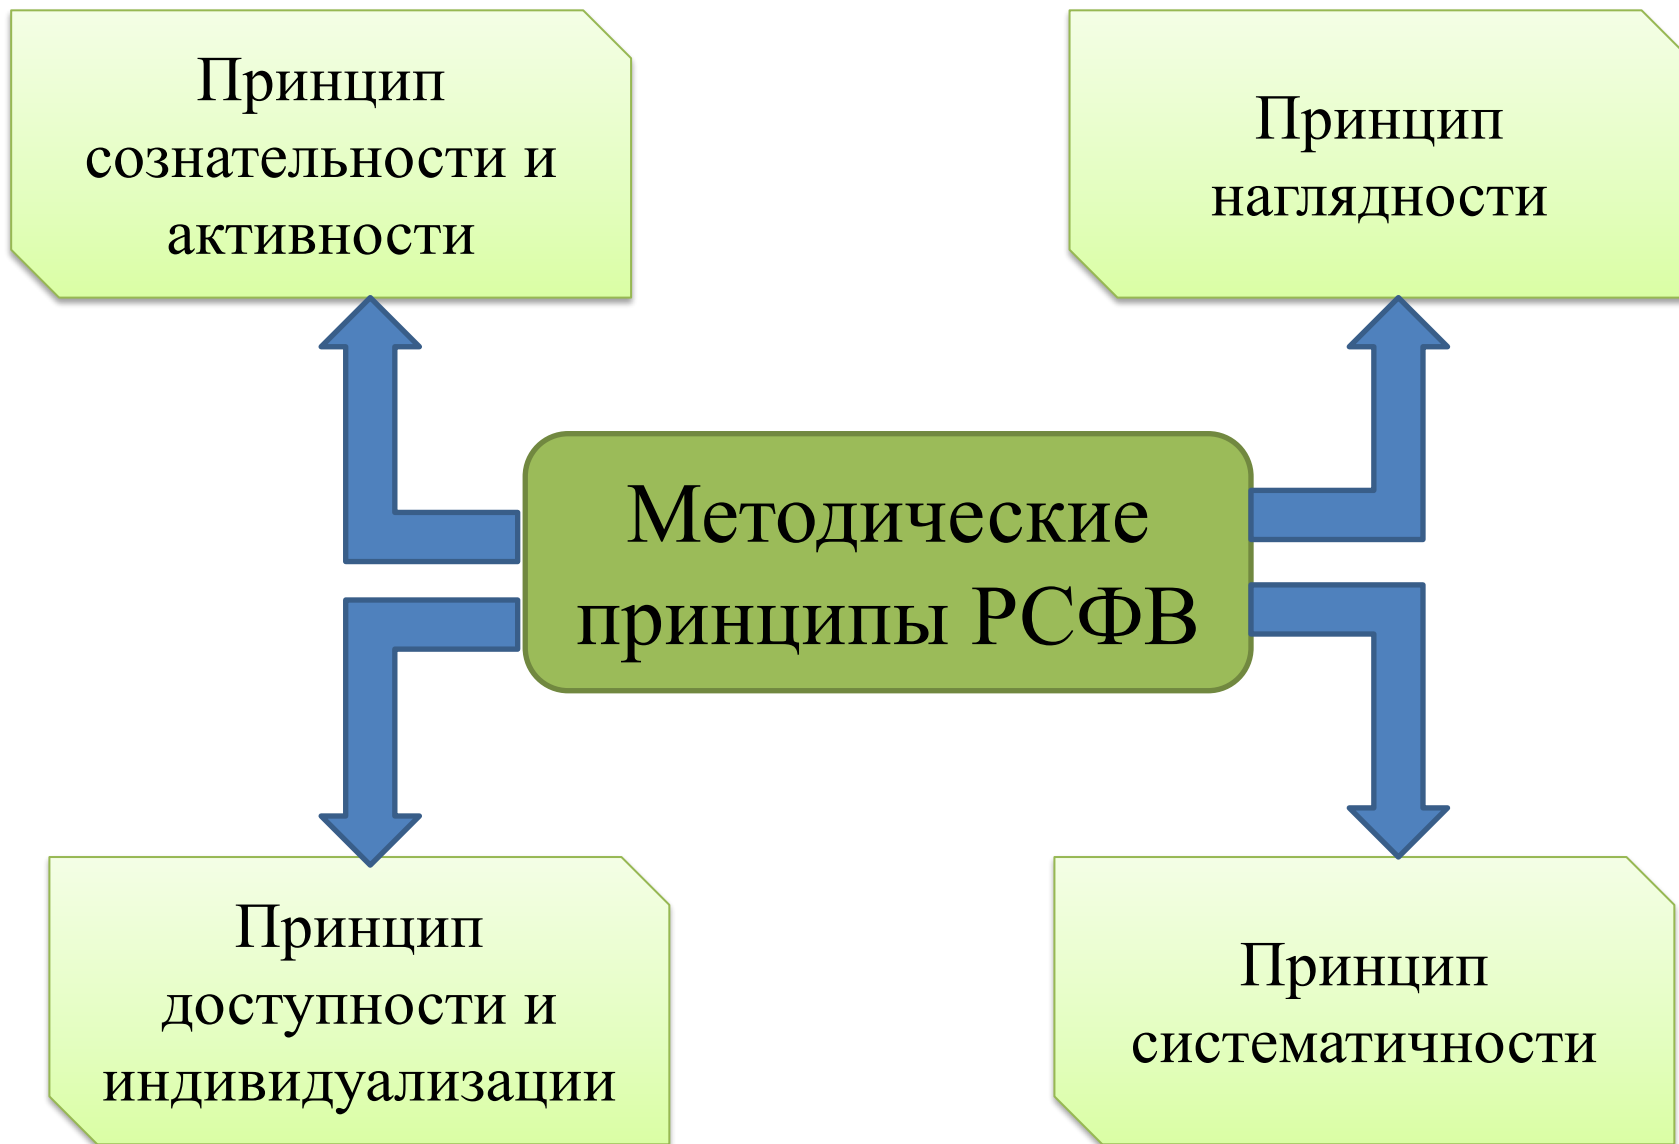 Принцип
сознательности и
активности
Принцип
наглядности
Методические
принципы РСФВ
Принцип
доступности и
индивидуализации
Принцип
систематичности